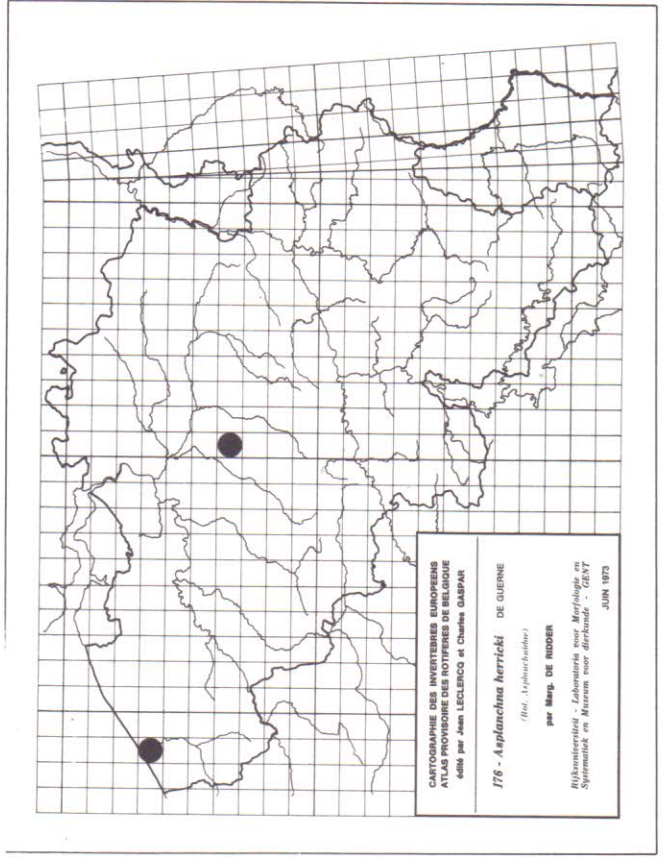 CARTOGRAPHIE DES INVERTEBRES EUROPEENS
ATLAS PROVISOIRE DES ROTIFERES DE BELGIQUE
édité par Jean LECLERCQ et Charles GASPAR
176 - Asplanchna herricki DE GUERNE
(Rot. Asplanchnidae)
par Marg. DE RIDDER
Rijksuniversiteit - Laboratoria voor Morfologie en
Systematiek en Museum voor dierkunde - GENT
JUIN 1973